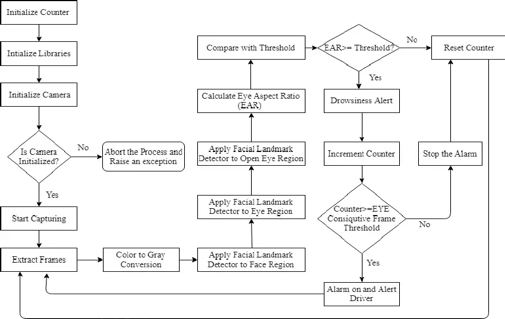 Initialize Counter
Intialize Libraries
Initialize Camera
Is Camera
Initialized?
No
Abort the Process and
Raise an exception
Yes
Start Capturing
Extract Frames
Color to Gray
Conversion
Apply Facial Landmark
Detector to Face Region
Apply Facial Landmark
Detector to Eye Region
Apply Facial Landmark
Detector to Open Eye Region
Calculate Eye Aspect Ratio
(EAR)
Compare with Threshold
EAR>= Threshold?
No
Reset Counter
Yes
Drowsiness Alert
Increment Counter
Stop the Alarm
Counter>=EYE
Consiqutive Frame
Threshold
No
Yes
Alarm on and Alert
Driver